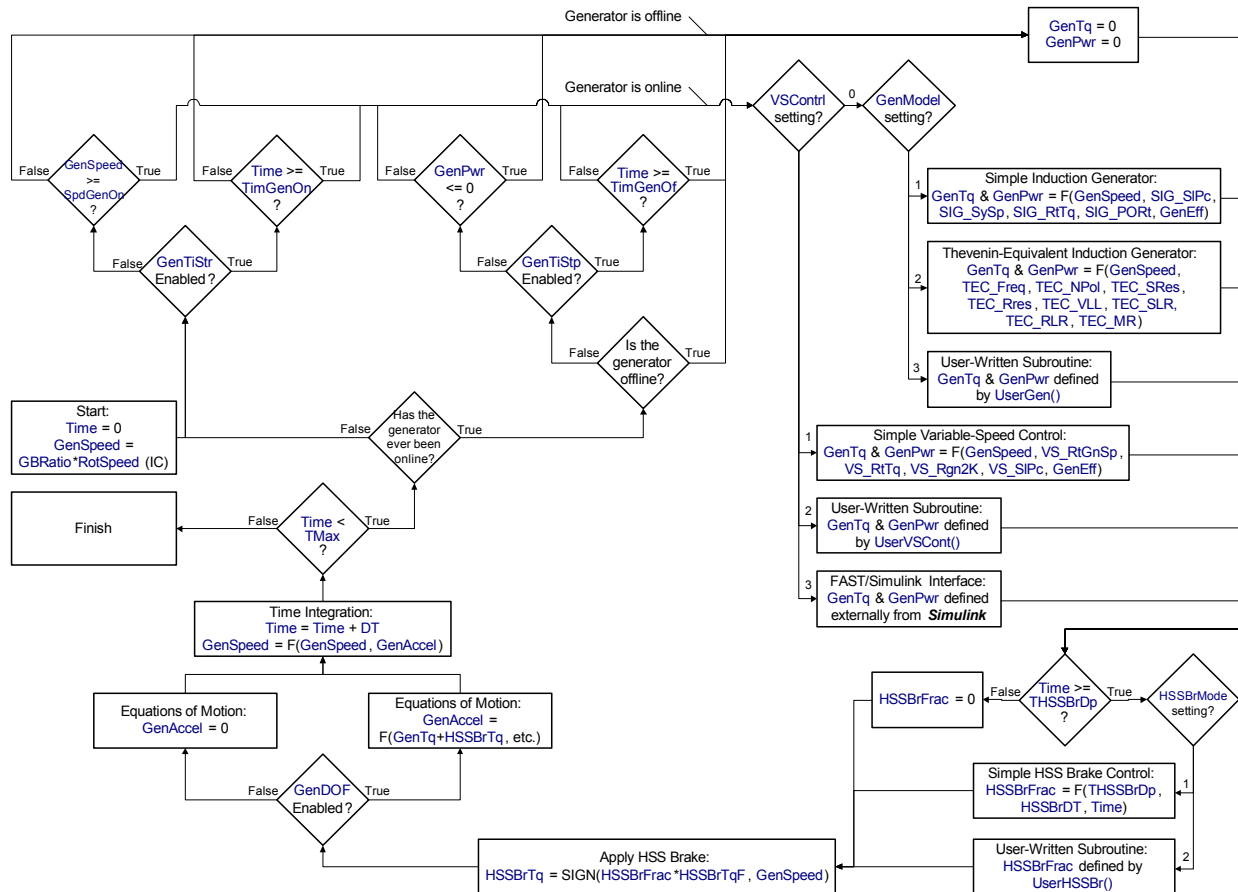 Generator is offline
GenTq = 0
GenPwr = 0
Generator is online
VSContrl
setting?
0
GenModel
setting?
False
GenSpeed
>=
SpdGenOn
?
True
False
Time >=
TimGenOn
?
True
False
GenPwr
<= 0
?
True
False
Time >=
TimGenOf
?
True
1
Simple Induction Generator:
GenTq & GenPwr = F(GenSpeed, SIG_SlPc,
SIG_SySp, SIG_RtTq, SIG_PORt, GenEff)
False
GenTiStr
Enabled?
True
False
GenTiStp
Enabled?
True
2
Thevenin-Equivalent Induction Generator:
GenTq & GenPwr = F(GenSpeed,
TEC_Freq, TEC_NPol, TEC_SRes,
TEC_Rres, TEC_VLL, TEC_SLR,
TEC_RLR, TEC_MR)
False
Is the
generator
offline?
True
3
User-Written Subroutine:
GenTq & GenPwr defined
by UserGen()
Start:
Time = 0
GenSpeed =
GBRatio*RotSpeed (IC)
False
Has the
generator
ever been
online?
True
1
Simple Variable-Speed Control:
GenTq & GenPwr = F(GenSpeed, VS_RtGnSp,
VS_RtTq, VS_Rgn2K, VS_SlPc, GenEff)
Finish
False
Time <
TMax
?
True
2
User-Written Subroutine:
GenTq & GenPwr defined
by UserVSCont()
3
FAST/Simulink Interface:
GenTq & GenPwr defined
externally from Simulink
Time Integration:
Time = Time + DT
GenSpeed = F(GenSpeed, GenAccel)
HSSBrFrac = 0
False
Time >=
THSSBrDp
?
True
HSSBrMode
setting?
Equations of Motion:
GenAccel = 0
Equations of Motion:
GenAccel =
F(GenTq+HSSBrTq, etc.)
False
GenDOF
Enabled?
True
Simple HSS Brake Control:
HSSBrFrac = F(THSSBrDp,
HSSBrDT, Time)
1
Apply HSS Brake:
HSSBrTq = SIGN(HSSBrFrac*HSSBrTqF, GenSpeed)
User-Written Subroutine:
HSSBrFrac defined by
UserHSSBr()
2